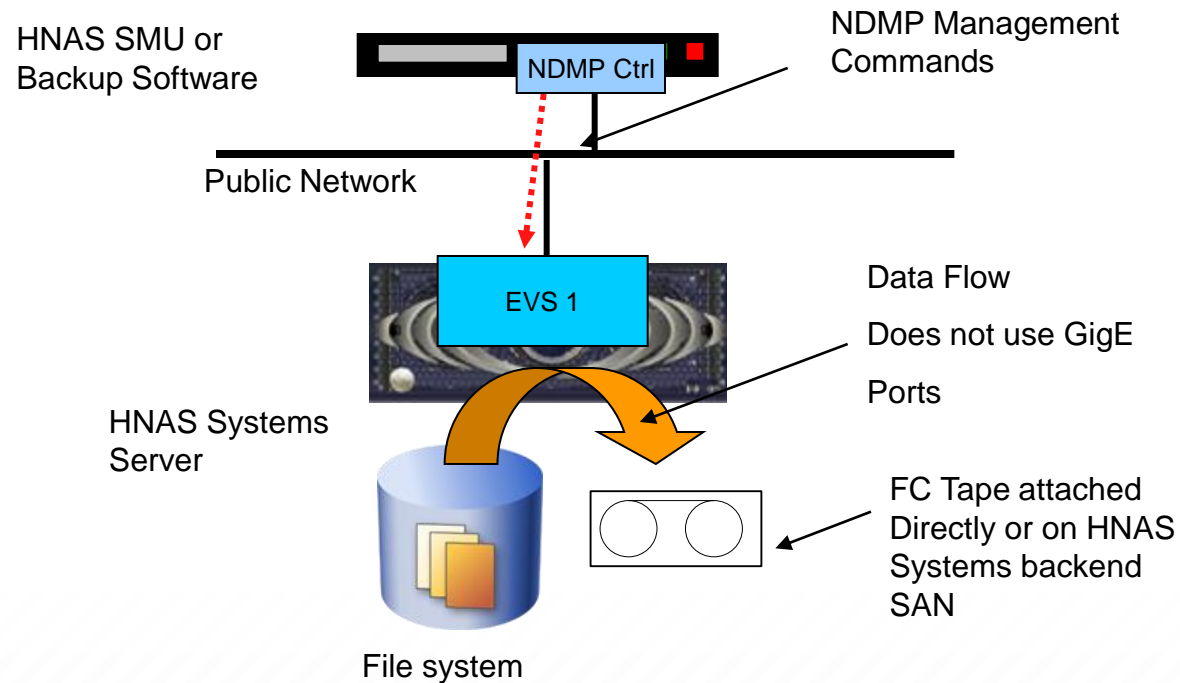 HNAS SMU or
Backup Software
NDMP Ctrl
NDMP Management
Commands
Public Network
EVS 1
Data Flow
Does not use GigE
Ports
HNAS Systems
Server
FC Tape attached
Directly or on HNAS
Systems backend
SAN
File system